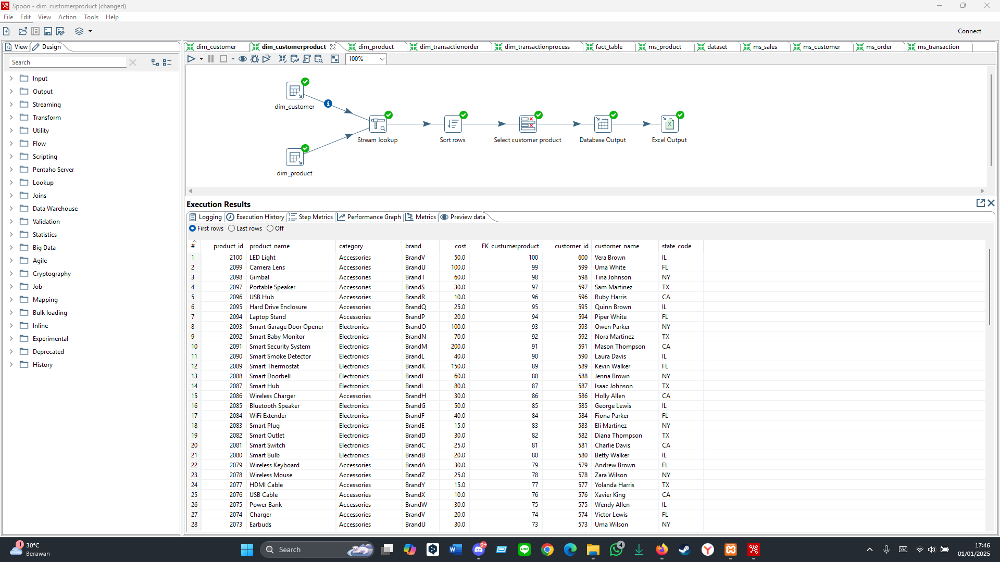 Spoon - dim_customerproduct (changed)
File Edit View Action Tools Help
Connect
View Design
dim_customer dim_customerproduct dim_product dim_transactionorder dim_transactionprocess fact_table ms_product dataset ms_sales ms_customer ms_order ms_transaction
100%
Search
Input
Output
Streaming
Transform
Utility
Flow
Scripting
Pentaho Server
Lookup
Joins
Data Warehouse
Validation
Statistics
Big Data
Agile
Cryptography
Job
Mapping
Bulk loading
Inline
Experimental
Deprecated
History
dim_customer
Stream lookup Sort rows Select customer product Database Output Excel Output
dim_product
Execution Results
Logging Execution History Step Metrics Performance Graph Metrics Preview data
First rows Last rows Off
# product_id product_name category brand cost FK_custumerproduct customer_id customer_name state_code
1 2100 LED Light Accessories BrandV 50.0 100 600 Vera Brown IL
2 2099 Camera Lens Accessories BrandU 100.0 99 599 Uma White FL
3 2098 Gimbal Accessories BrandT 60.0 98 598 Tina Johnson NY
4 2097 Portable Speaker Accessories BrandS 30.0 97 597 Sam Martinez TX
5 2096 USB Hub Accessories BrandR 10.0 96 596 Ruby Harris CA
6 2095 Hard Drive Enclosure Accessories BrandQ 25.0 95 595 Quinn Brown IL
7 2094 Laptop Stand Accessories BrandP 20.0 94 594 Piper White FL
8 2093 Smart Garage Door Opener Electronics BrandO 100.0 93 593 Owen Parker NY
9 2092 Smart Baby Monitor Electronics BrandN 70.0 92 592 Nora Martinez TX
10 2091 Smart Security System Electronics BrandM 200.0 91 591 Mason Thompson CA
11 2090 Smart Smoke Detector Electronics BrandL 40.0 90 590 Laura Davis IL
12 2089 Smart Thermostat Electronics BrandK 150.0 89 589 Kevin Walker FL
13 2088 Smart Doorbell Electronics BrandJ 60.0 88 588 Jenna Brown NY
14 2087 Smart Hub Electronics BrandI 80.0 87 587 Isaac Johnson TX
15 2086 Wireless Charger Accessories BrandH 30.0 86 586 Holly Allen CA
16 2085 Bluetooth Speaker Electronics BrandG 50.0 85 585 George Lewis IL
17 2084 WiFi Extender Electronics BrandF 40.0 84 584 Fiona Parker FL
18 2083 Smart Plug Electronics BrandE 15.0 83 583 Eli Martinez NY
19 2082 Smart Outlet Electronics BrandD 30.0 82 582 Diana Thompson TX
20 2081 Smart Switch Electronics BrandC 25.0 81 581 Charlie Davis CA
21 2080 Smart Bulb Electronics BrandB 20.0 80 580 Betty Walker IL
22 2079 Wireless Keyboard Accessories BrandA 30.0 79 579 Andrew Brown FL
23 2078 Wireless Mouse Accessories BrandZ 25.0 78 578 Zara Wilson NY
24 2077 HDMI Cable Accessories BrandY 15.0 77 577 Yolanda Harris TX
25 2076 USB Cable Accessories BrandX 10.0 76 576 Xavier King CA
26 2075 Power Bank Accessories BrandW 30.0 75 575 Wendy Allen IL
27 2074 Charger Accessories BrandV 20.0 74 574 Victor Lewis FL
28 2073 Earbuds Accessories BrandU 30.0 73 573 Uma Wilson NY
1 30°C
Berawan
Search
9+
LINE
4
17:46
01/01/2025